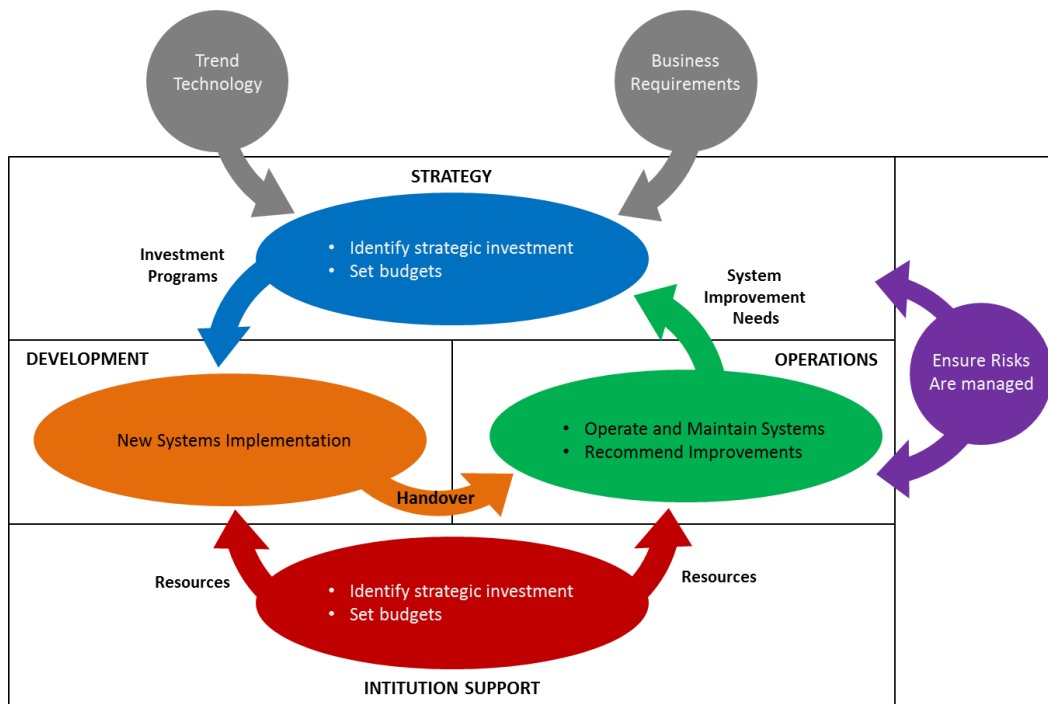 Trend
Technology
Business
Requirements
STRATEGY
• Identify strategic investment
• Set budgets
Investment
Programs
System
Improvement
Needs
DEVELOPMENT
OPERATIONS
Ensure Risks
Are managed
New Systems Implementation
• Operate and Maintain Systems
• Recommend Improvements
Handover
Resources
Resources
• Identify strategic investment
• Set budgets
INTITUTION SUPPORT